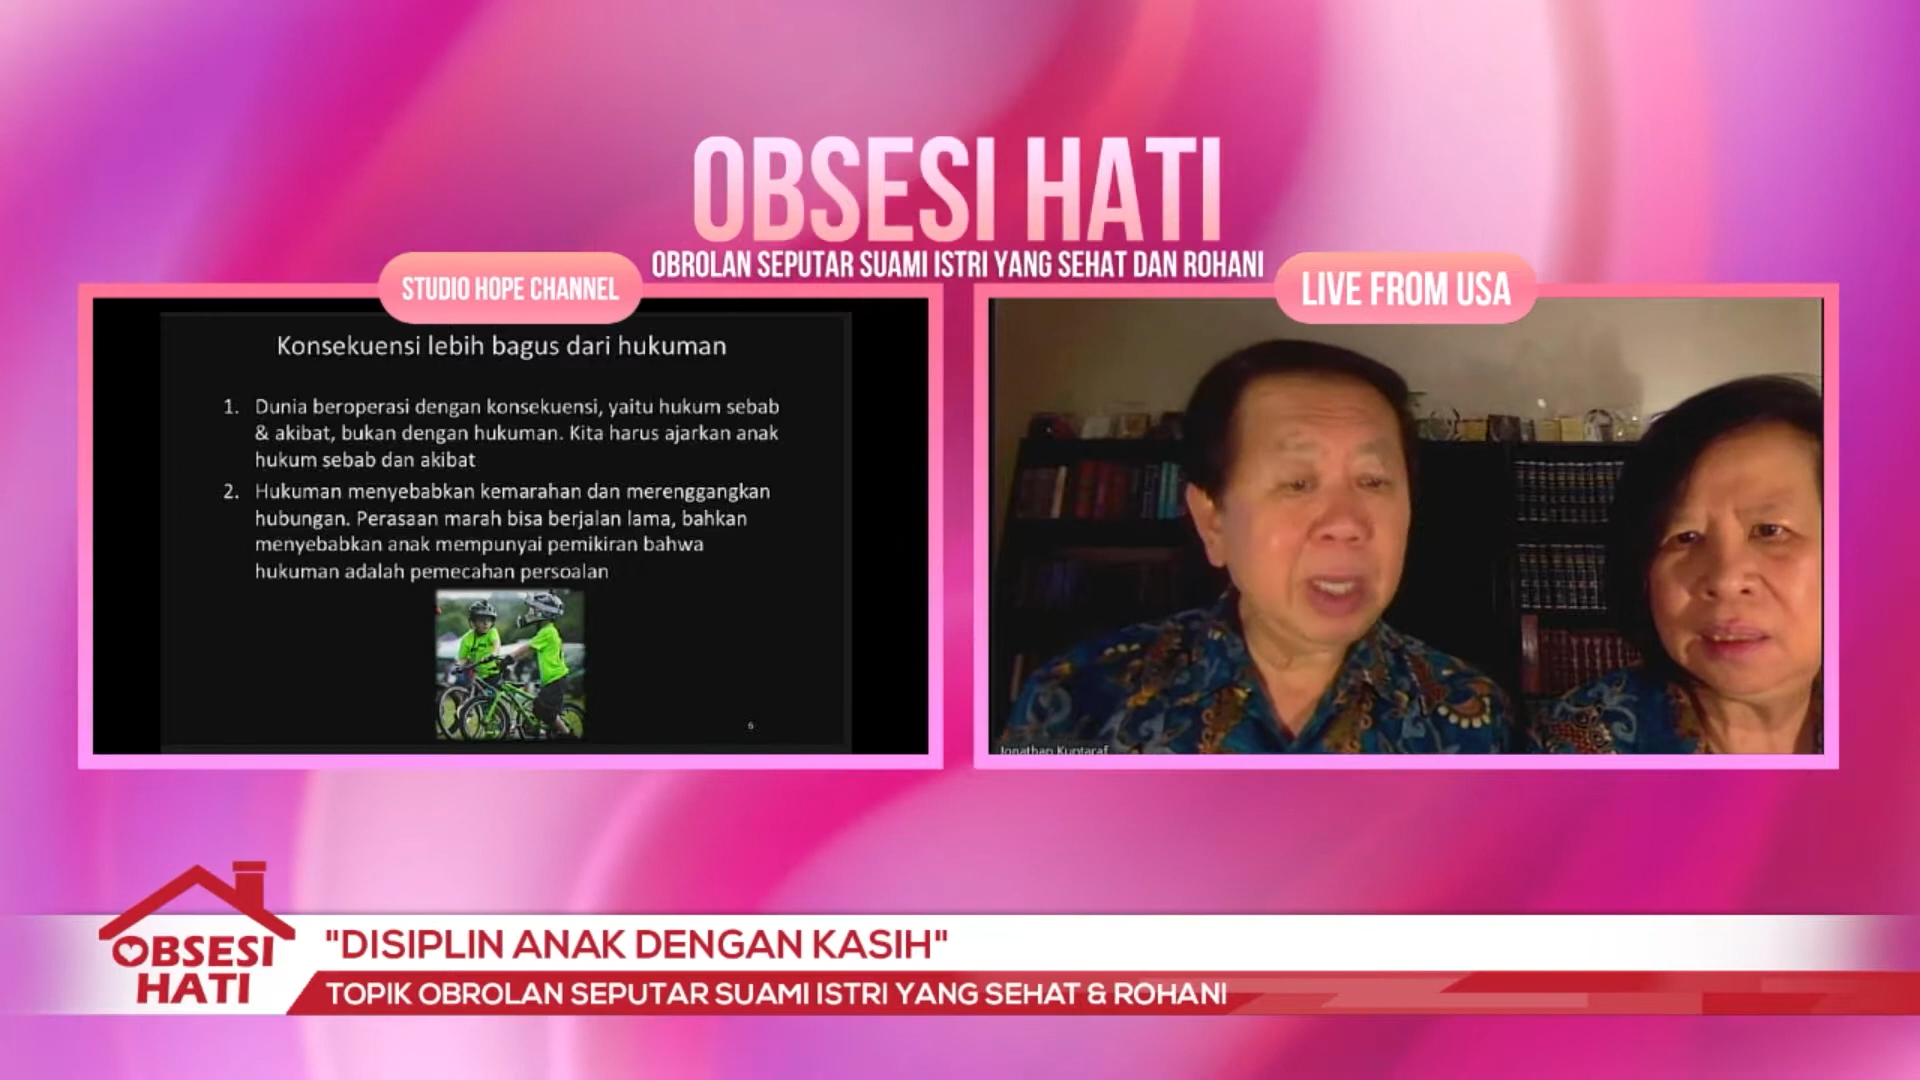 OBSESI HATI
OBROLAN SEPUTAR SUAMI ISTRI YANG SEHAT DAN ROHANI
STUDIO HOPE CHANNEL
LIVE FROM USA
Konsekuensi lebih bagus dari hukuman
1. Dunia beroperasi dengan konsekuensi, yaitu hukum sebab
& akibat, bukan dengan hukuman. Kita harus ajarkan anak
hukum sebab dan akibat
2. Hukuman menyebabkan kemarahan dan merenggangkan
hubungan. Perasaan marah bisa berjalan lama, bahkan
menyebabkan anak mempunyai pemikiran bahwa
hukuman adalah pemecahan persoalan
6
Jonathan Kuntaraf
OBSESI
HATI
"DISIPLIN ANAK DENGAN KASIH"
TOPIK OBROLAN SEPUTAR SUAMI ISTRI YANG SEHAT & ROHANI